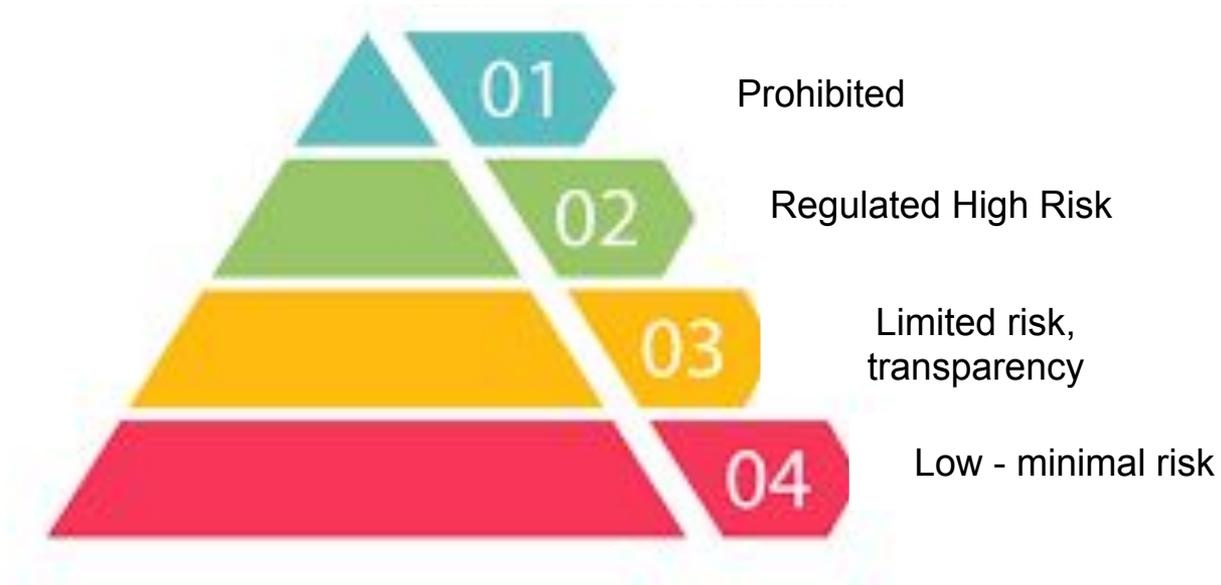 01
Prohibited
02
Regulated High Risk
03
Limited risk,
transparency
04
Low - minimal risk